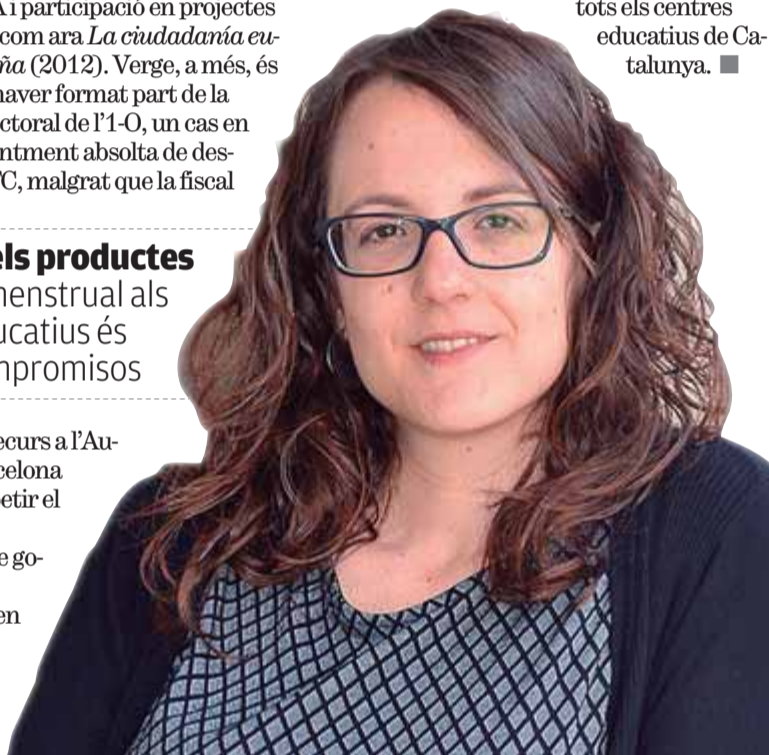 i participació en projectes
com ara La ciudadanía eu-
ña (2012). Verge, a més, és
haver format part de la
ctoral de l'1-O, un cas en
ntment absolta de des-
C, malgrat que la fiscal
els productes
menstrual als
ucatius és
mpromisos
ecurs a l'Au-
celona
etir el
e go-
en
tots els centres
educatius de Ca-
talunya.